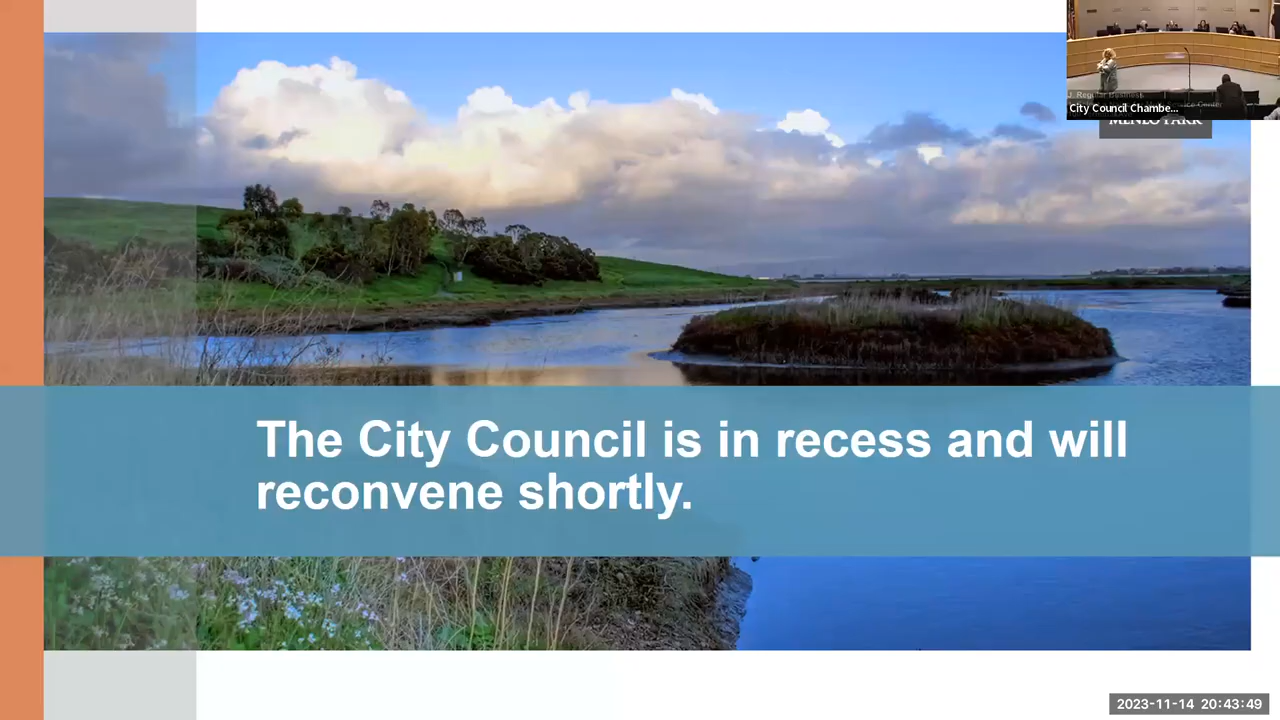 City Council Chambe...
MENLO PARK
The City Council is in recess and will
reconvene shortly.
2023-11-14 20:43:49